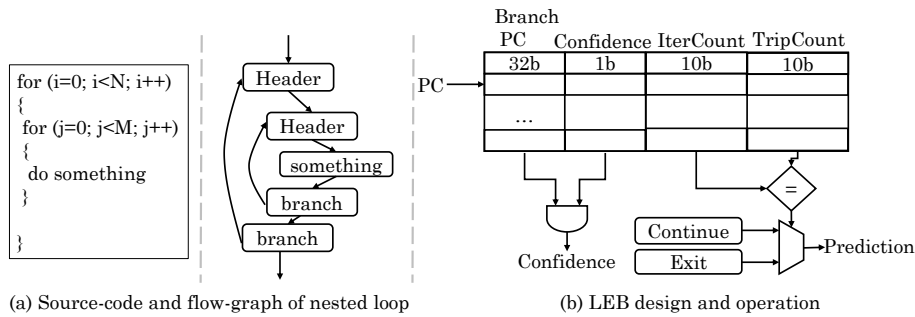 for (i=0; i<N; i++)
{
for (j=0; j<M; j++)
{
do something
}
}
Header
Header
something
branch
branch
(a) Source-code and flow-graph of nested loop
Branch
PC Confidence IterCount TripCount
32b 1b 10b 10b
PC
...
=
Continue
Exit
Prediction
Confidence
(b) LEB design and operation